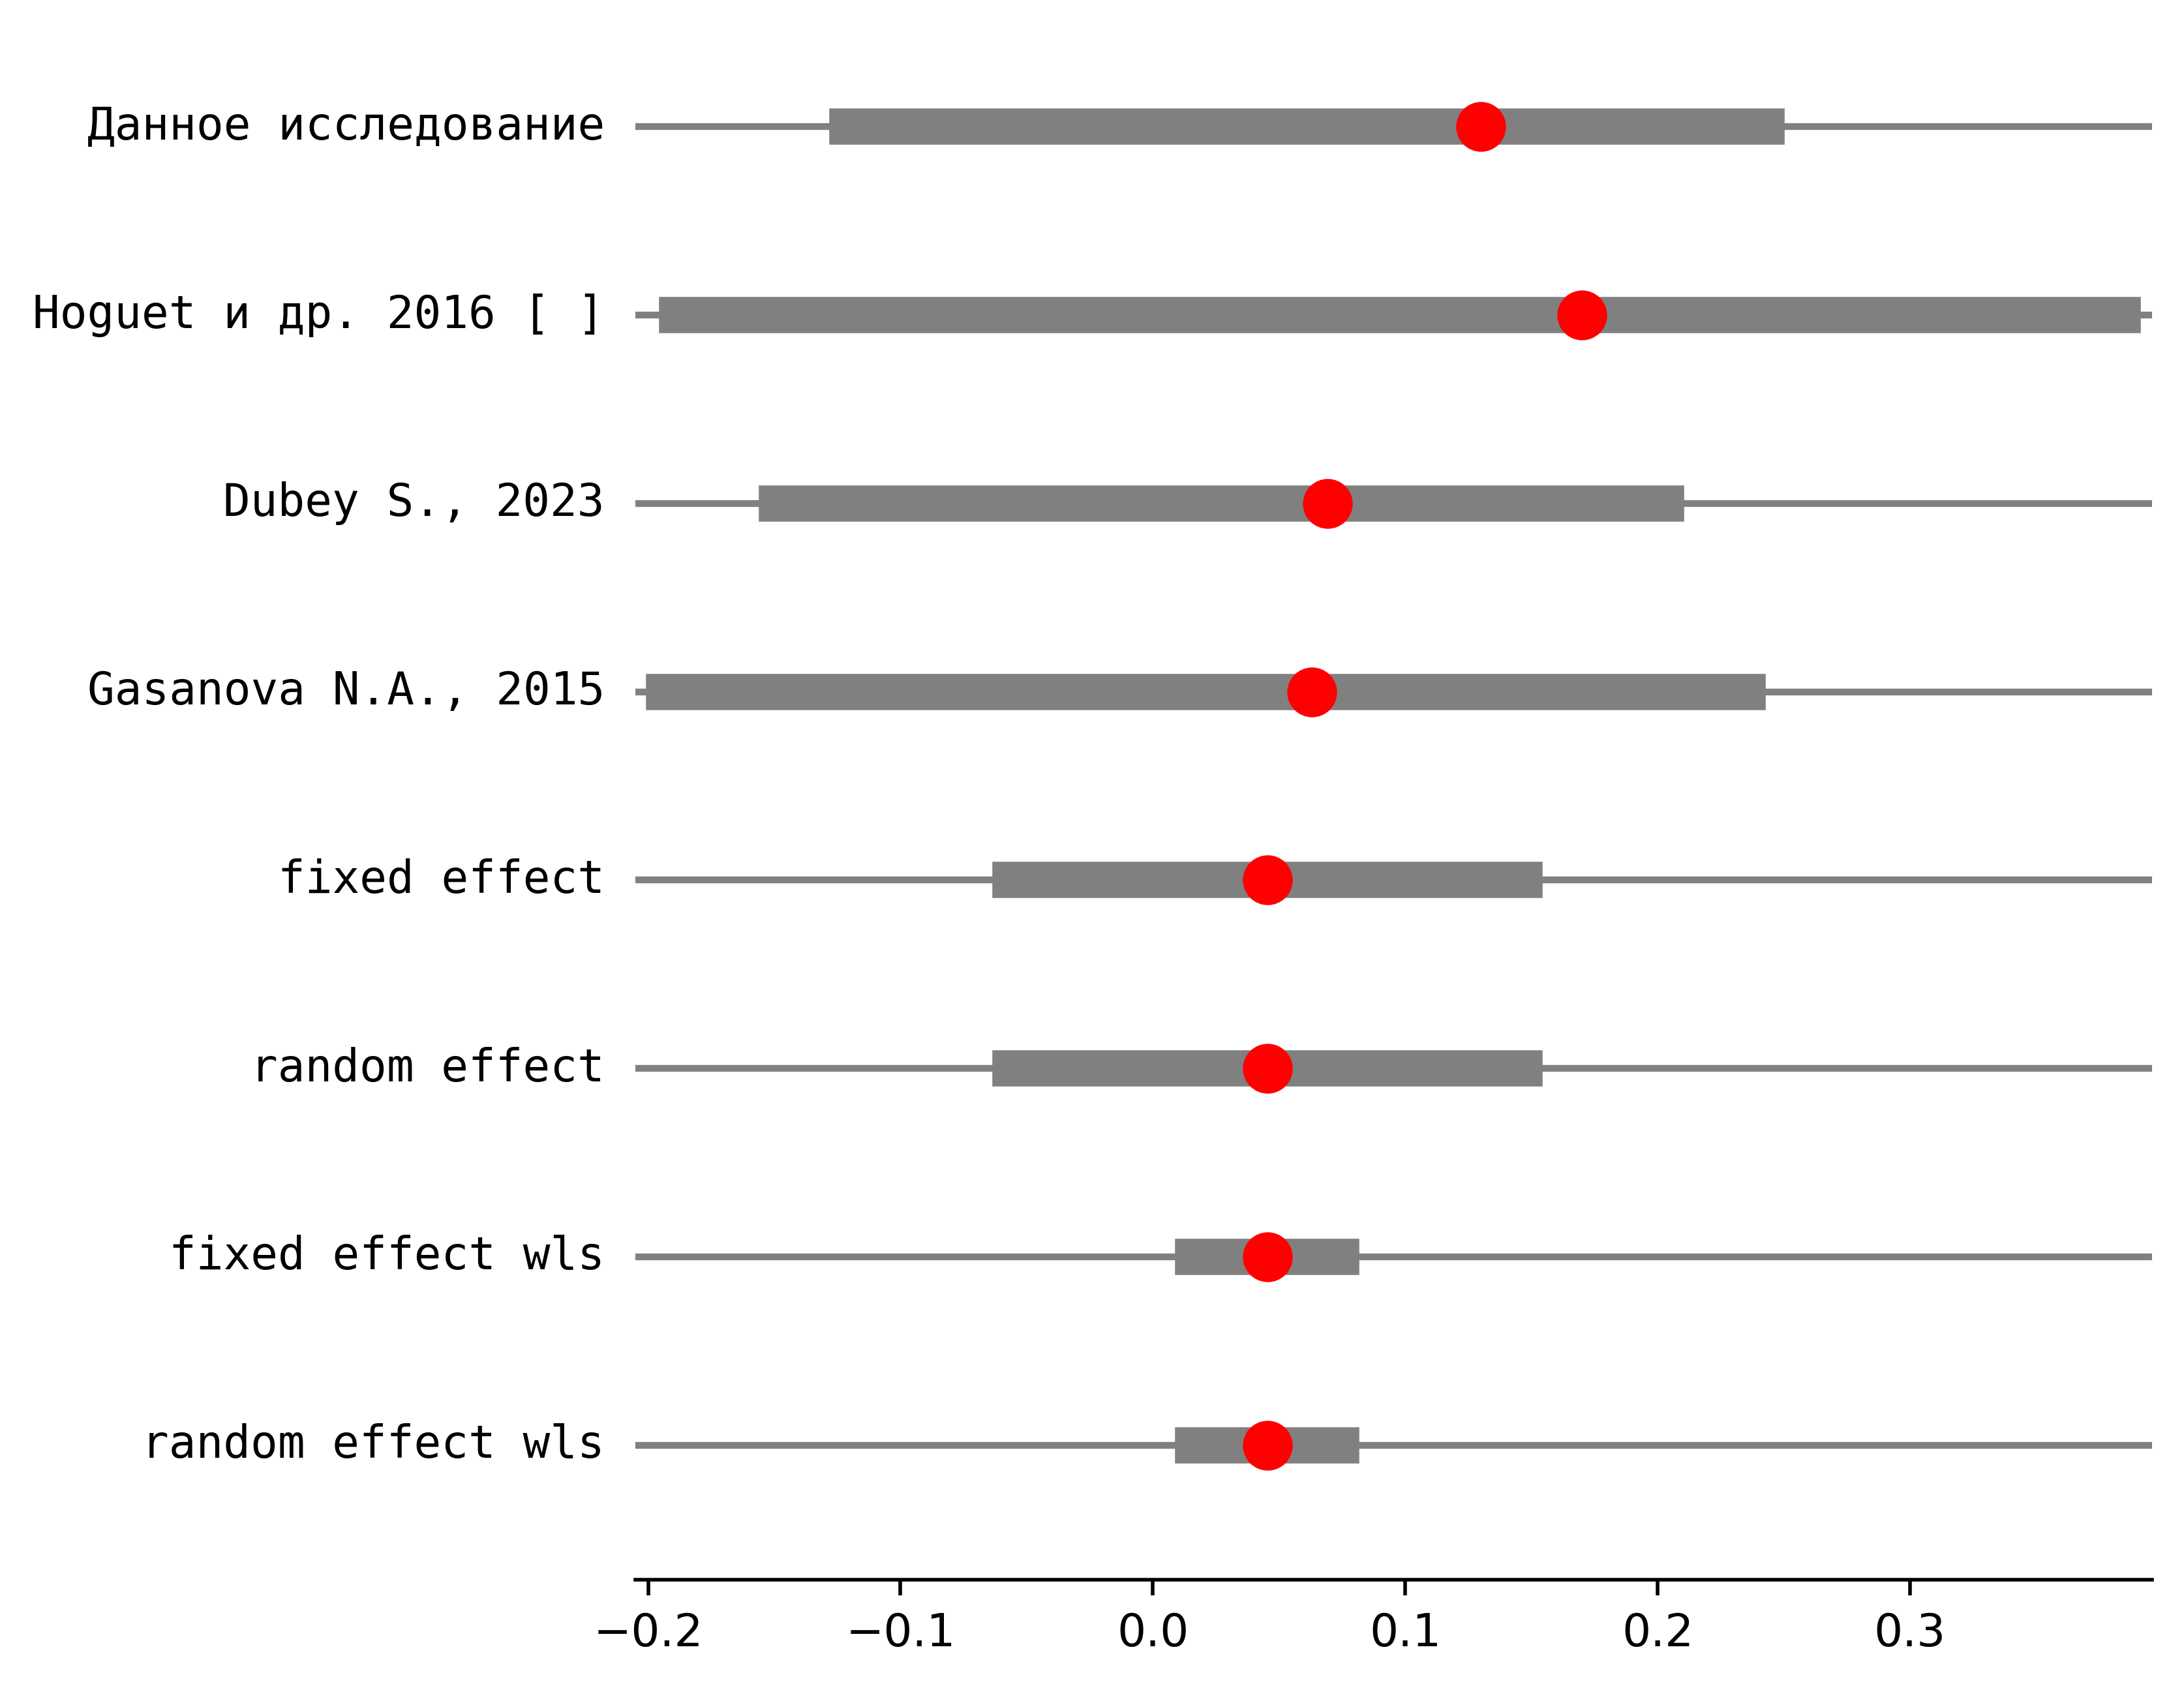 Данное исследование
Hoguet и др. 2016 [ ]
Dubey S., 2023
Gasanova N.A., 2015
fixed effect
random effect
fixed effect wls
random effect wls
−0.2 −0.1 0.0 0.1 0.2 0.3